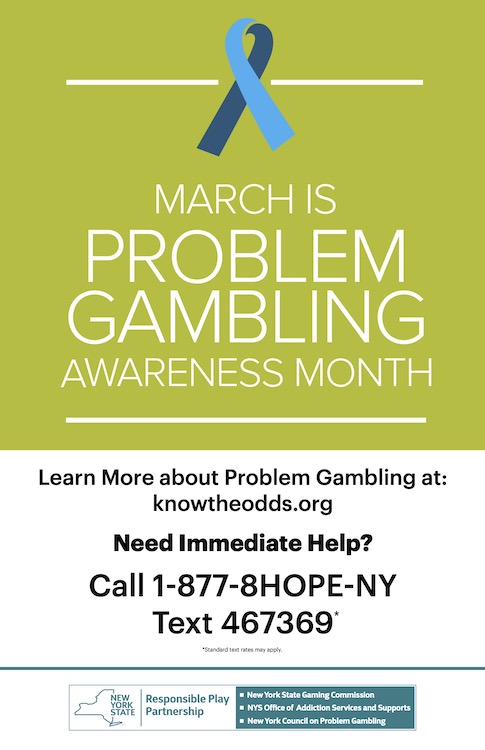 MARCH IS
PROBLEM
GAMBLING
AWARENESS MONTH
Learn More about Problem Gambling at:
knowtheodds.org
Need Immediate Help?
Call 1-877-8HOPE-NY
Text 467369*
*Standard text rates may apply.
NEW
YORK
STATE
Responsible Play
Partnership
■ New York State Gaming Commission
■ NYS Office of Addiction Services and Supports
■ New York Council on Problem Gambling